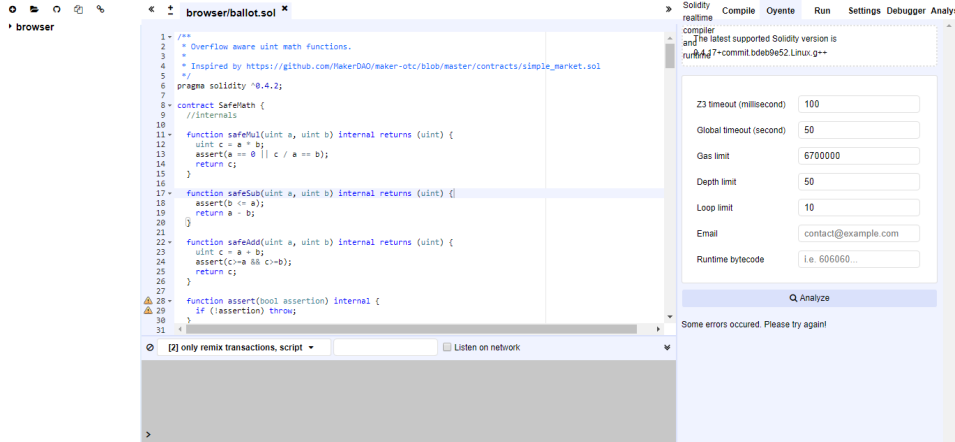 browser
browser/ballot.sol
1 /**
2 * Overflow aware uint math functions.
3 *
4 * Inspired by https://github.com/MakerDAO/maker-otc/blob/master/contracts/simple_market.sol
5 */
6 pragma solidity ^0.4.2;
7
8 contract SafeMath {
9 //internals
10
11 function safeMul(uint a, uint b) internal returns (uint) {
12 uint c = a * b;
13 assert(a == 0 || c / a == b);
14 return c;
15 }
16
17 function safeSub(uint a, uint b) internal returns (uint) {
18 assert(b <= a);
19 return a - b;
20 }
21
22 function safeAdd(uint a, uint b) internal returns (uint) {
23 uint c = a + b;
24 assert(c>=a && c>=b);
25 return c;
26 }
27
28 function assert(bool assertion) internal {
29 if (!assertion) throw;
30 }
31
[2] only remix transactions, script
Listen on network
>
Solidity realtime compiler and runtime
Compile Oyente Run Settings Debugger Analys
The latest supported Solidity version is
0.4.17+commit.bdeb9e52.Linux.g++
Z3 timeout (millisecond) 100
Global timeout (second) 50
Gas limit 6700000
Depth limit 50
Loop limit 10
Email contact@example.com
Runtime bytecode i.e. 606060...
Analyze
Some errors occured. Please try again!